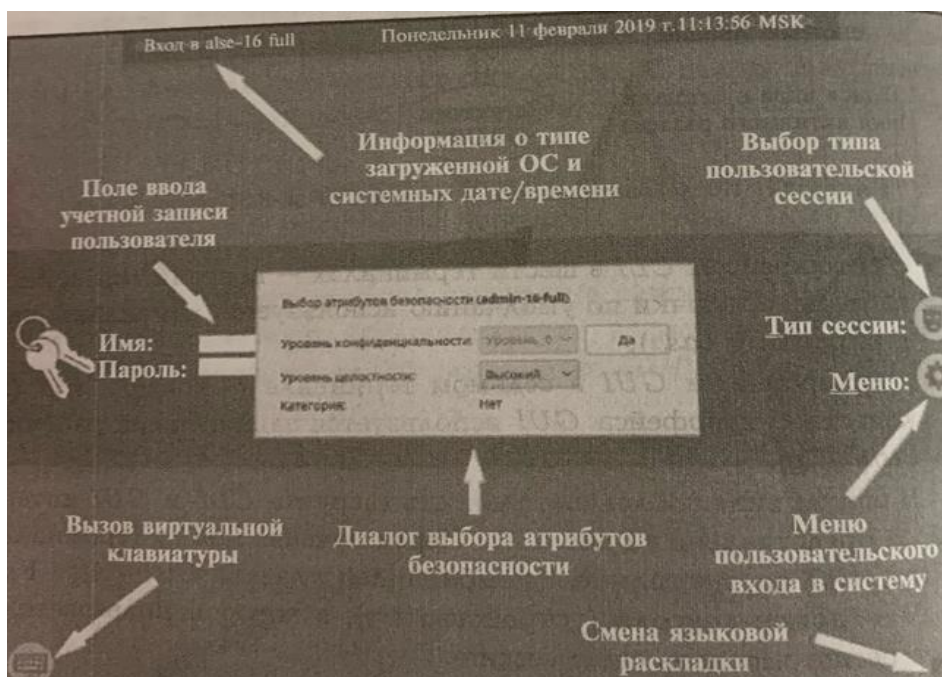 Вход в alse-16 full
Понедельник 11 февраля 2019 г. 11:13:56 MSK
Информация о типе
загруженной ОС и
системных дате/времени
Выбор типа
пользовательской
сессии
Поле ввода
учетной записи
пользователя
Выбор атрибутов безопасности (admin-16-full)
Уровень конфиденциальности: Уровень_0 Да
Уровень целостности: Высокий
Категория: Нет
Имя:
Пароль:
Тип сессии:
Меню:
Вызов виртуальной
клавиатуры
Диалог выбора атрибутов
безопасности
Меню
пользовательского
входа в систему
Смена языковой
раскладки